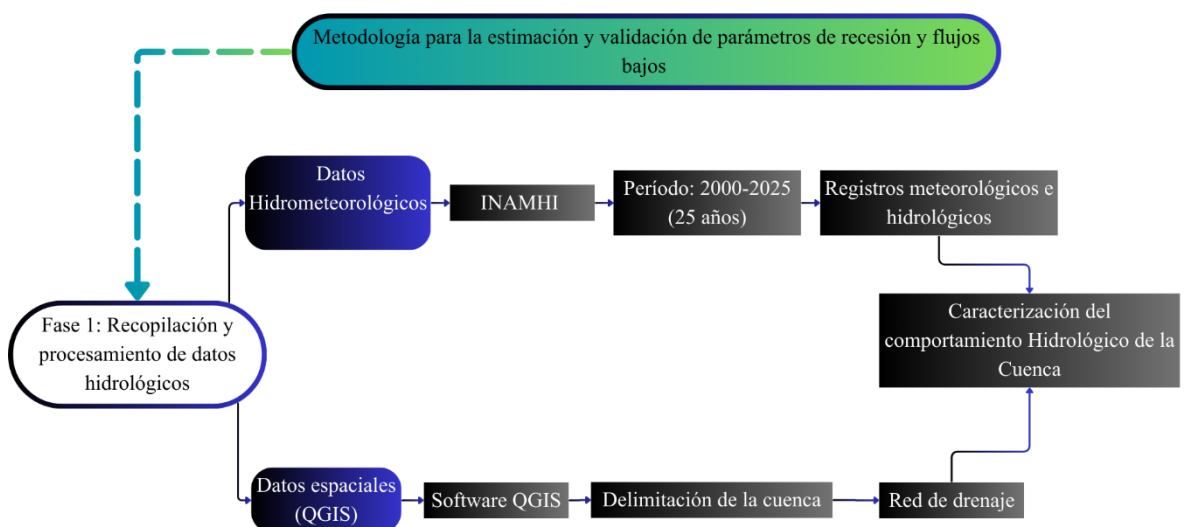 Metodología para la estimación y validación de parámetros de recesión y flujos
bajos
Datos
Hidrometeorológicos
INAMHI
Período: 2000-2025
(25 años)
Registros meteorológicos e
hidrológicos
Fase 1: Recopilación y
procesamiento de datos
hidrológicos
Caracterización del
comportamiento Hidrológico de la
Cuenca
Datos espaciales
(QGIS)
Software QGIS
Delimitación de la cuenca
Red de drenaje